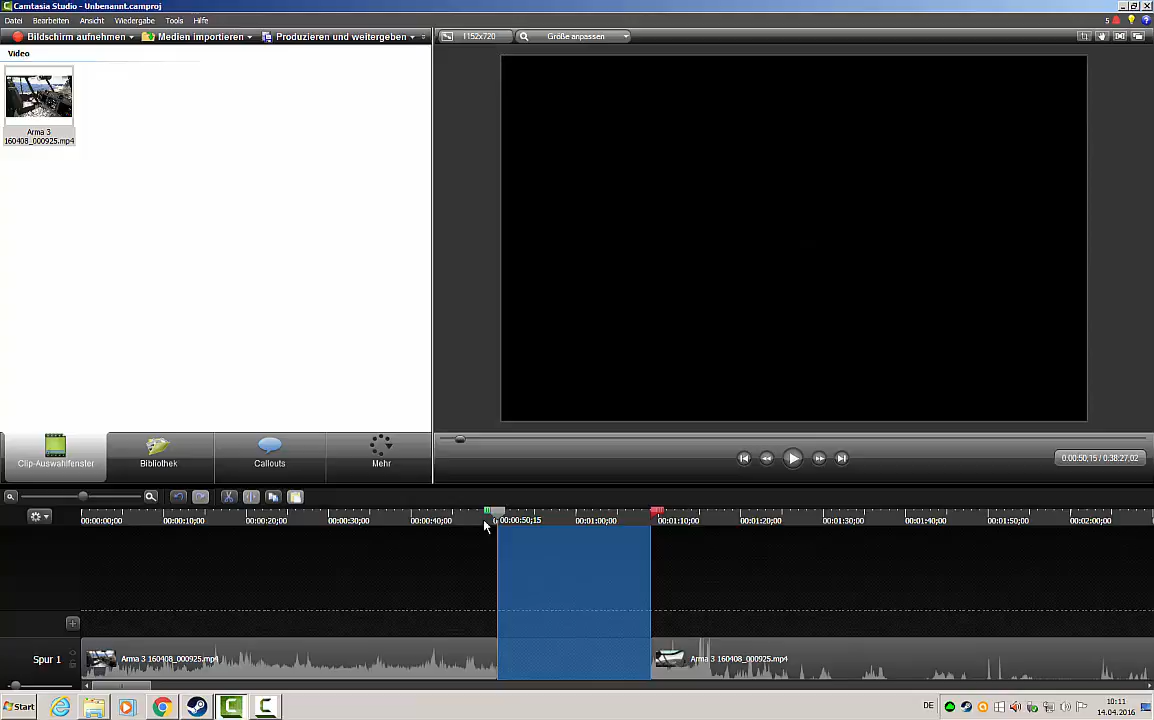 Camtasia Studio - Unbenannt.camproj
Datei Bearbeiten Ansicht Wiedergabe Tools Hilfe
5
Bildschirm aufnehmen Medien importieren Produzieren und weitergeben
1152x720 Größe anpassen
Video
Arma 3
160408_000925.mp4
Clip-Auswahlfenster Bibliothek Callouts Mehr
0:00:50,15 / 0:38:27,02
00:00:00;00 00:00:10;00 00:00:20;00 00:00:30;00 00:00:40;00 00:00:50;15 00:01:00;00 00:01:10;00 00:01:20;00 00:01:30;00 00:01:40;00 00:01:50;00 00:02:00;00
Spur 1 Arma 3 160408_000925.mp4 Arma 3 160408_000925.mp4
Start DE 10:11
14.04.2016